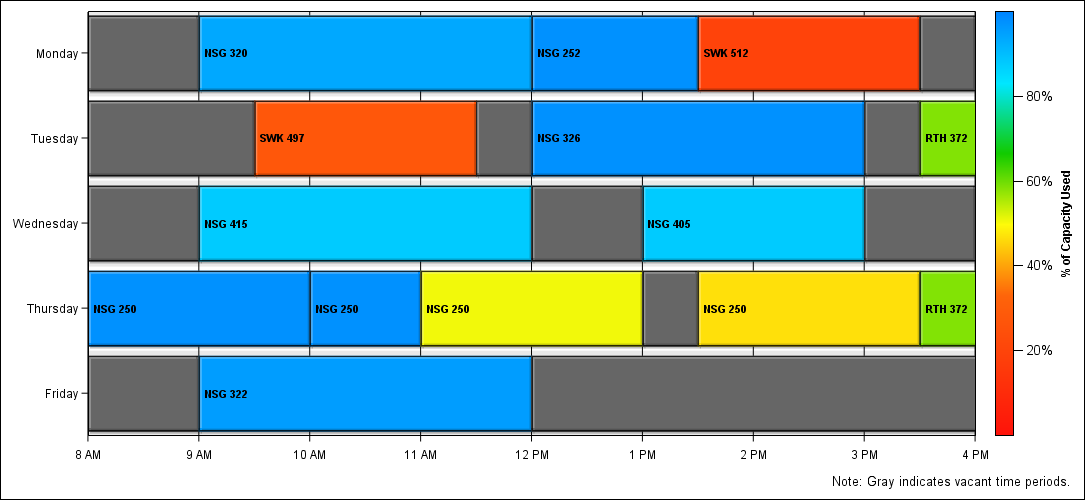 Monday
NSG 320
NSG 252
SWK 512
Tuesday
SWK 497
NSG 326
RTH 372
Wednesday
NSG 415
NSG 405
Thursday
NSG 250
NSG 250
NSG 250
NSG 250
RTH 372
Friday
NSG 322
8 AM
9 AM
10 AM
11 AM
12 PM
1 PM
2 PM
3 PM
4 PM
80%
60%
40%
20%
% of Capacity Used
Note: Gray indicates vacant time periods.